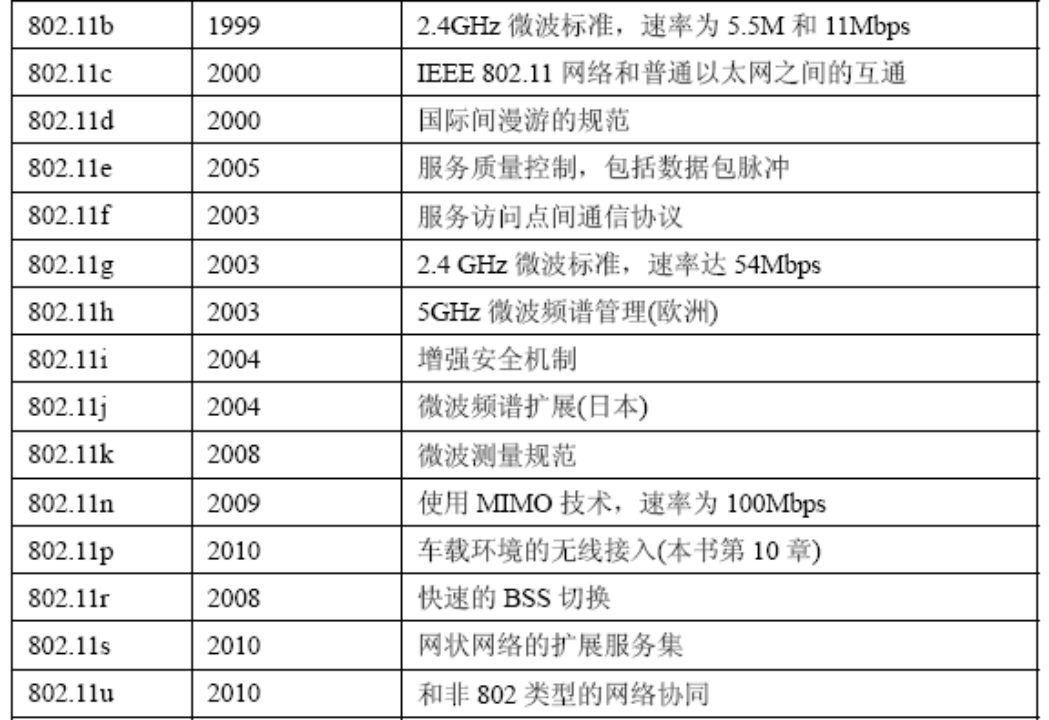 802.11b 1999 2.4GHz 微波标准，速率为 5.5M 和 11Mbps
802.11c 2000 IEEE 802.11 网络和普通以太网之间的互通
802.11d 2000 国际间漫游的规范
802.11e 2005 服务质量控制，包括数据包脉冲
802.11f 2003 服务访问点间通信协议
802.11g 2003 2.4 GHz 微波标准，速率达 54Mbps
802.11h 2003 5GHz 微波频谱管理(欧洲)
802.11i 2004 增强安全机制
802.11j 2004 微波频谱扩展(日本)
802.11k 2008 微波测量规范
802.11n 2009 使用 MIMO 技术，速率为 100Mbps
802.11p 2010 车载环境的无线接入(本书第 10 章)
802.11r 2008 快速的 BSS 切换
802.11s 2010 网状网络的扩展服务集
802.11u 2010 和非 802 类型的网络协同